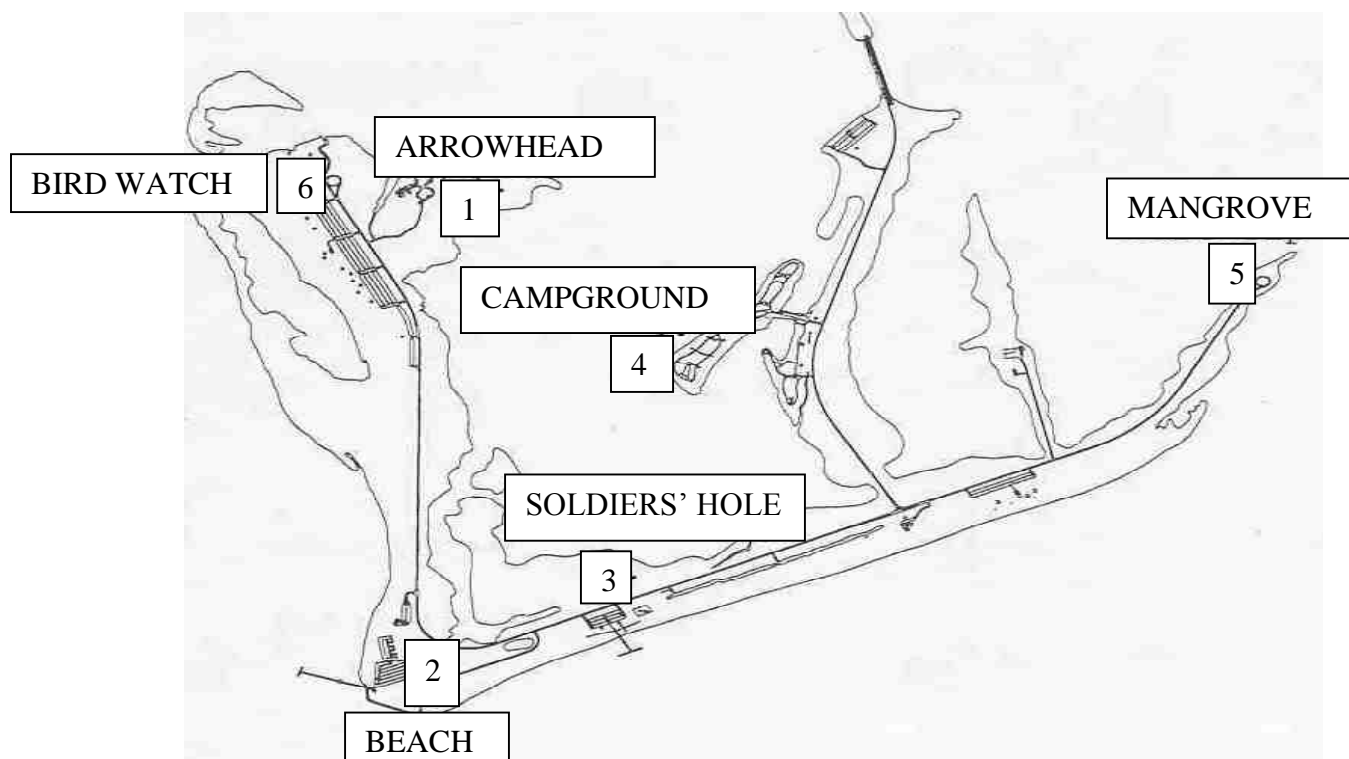 ARROWHEAD
BIRD WATCH
6
1
MANGROVE
5
CAMPGROUND
4
SOLDIERS' HOLE
3
2
BEACH